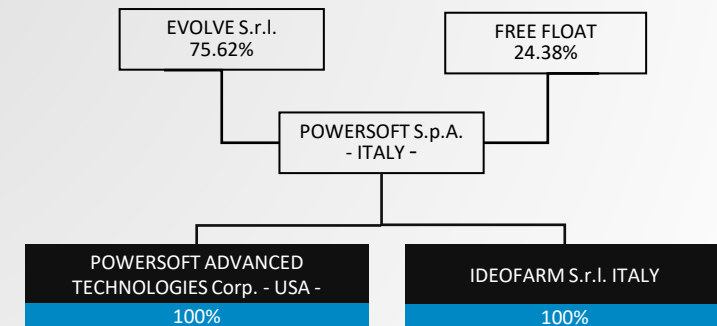 EVOLVE S.r.l.
75.62%
FREE FLOAT
24.38%
POWERSOFT S.p.A.
- ITALY -
POWERSOFT ADVANCED
TECHNOLOGIES Corp. - USA -
100%
IDEOFARM S.r.l. ITALY
100%